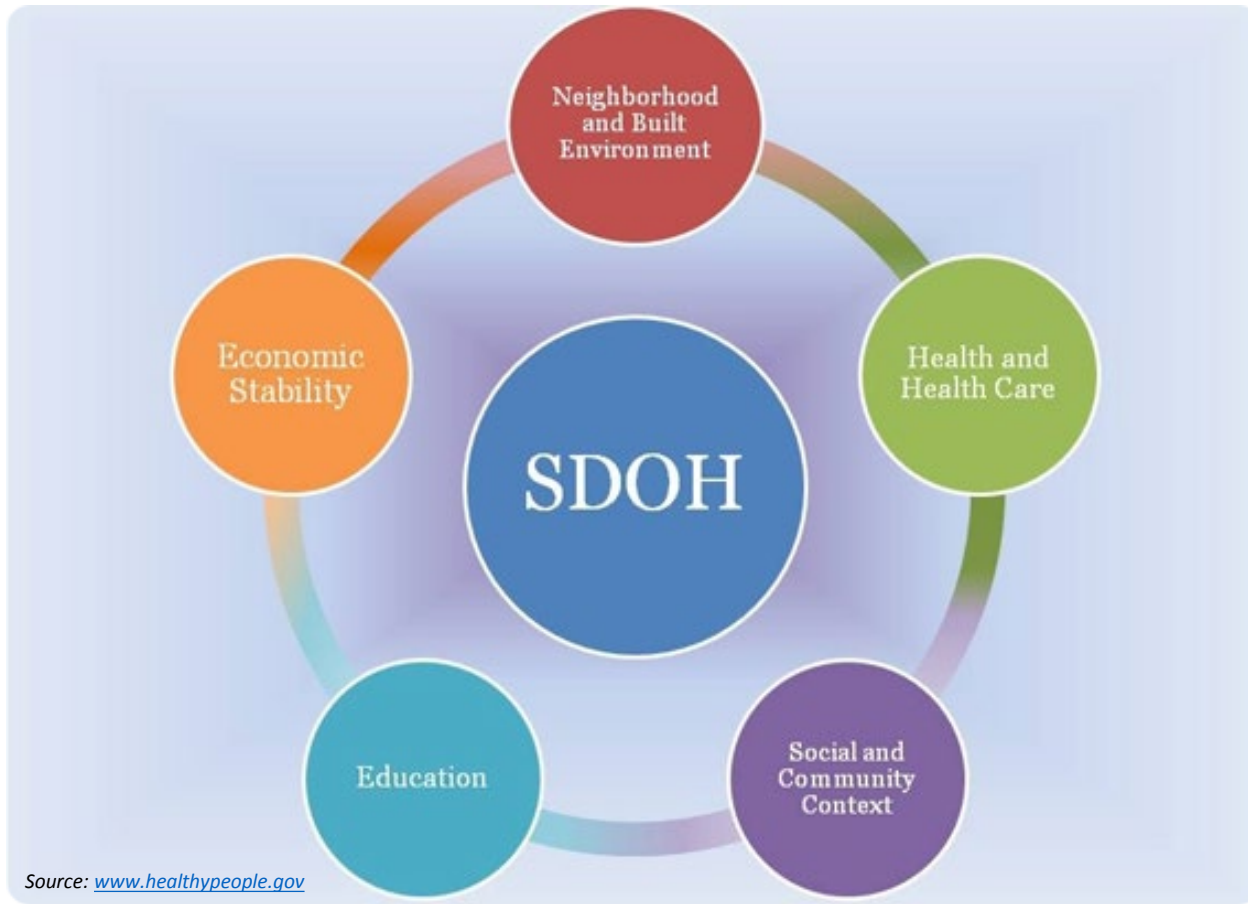 Neighborhood
and Built
Environment
Economic
Stability
Health and
Health Care
SDOH
Education
Social and
Community
Context
Source: www.healthypeople.gov